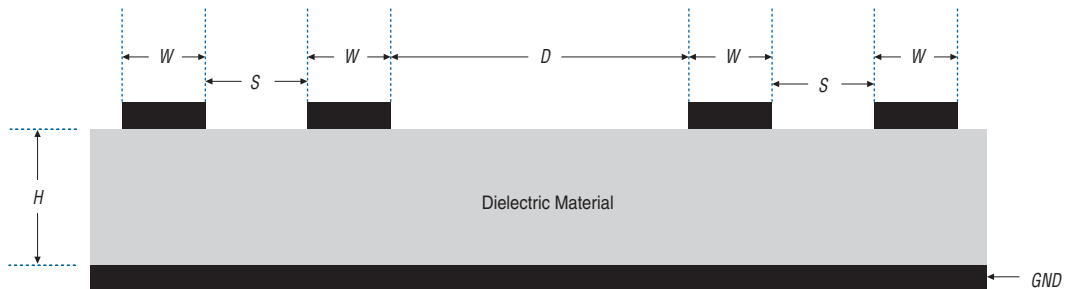 W W D W W
S S
H
Dielectric Material
GND